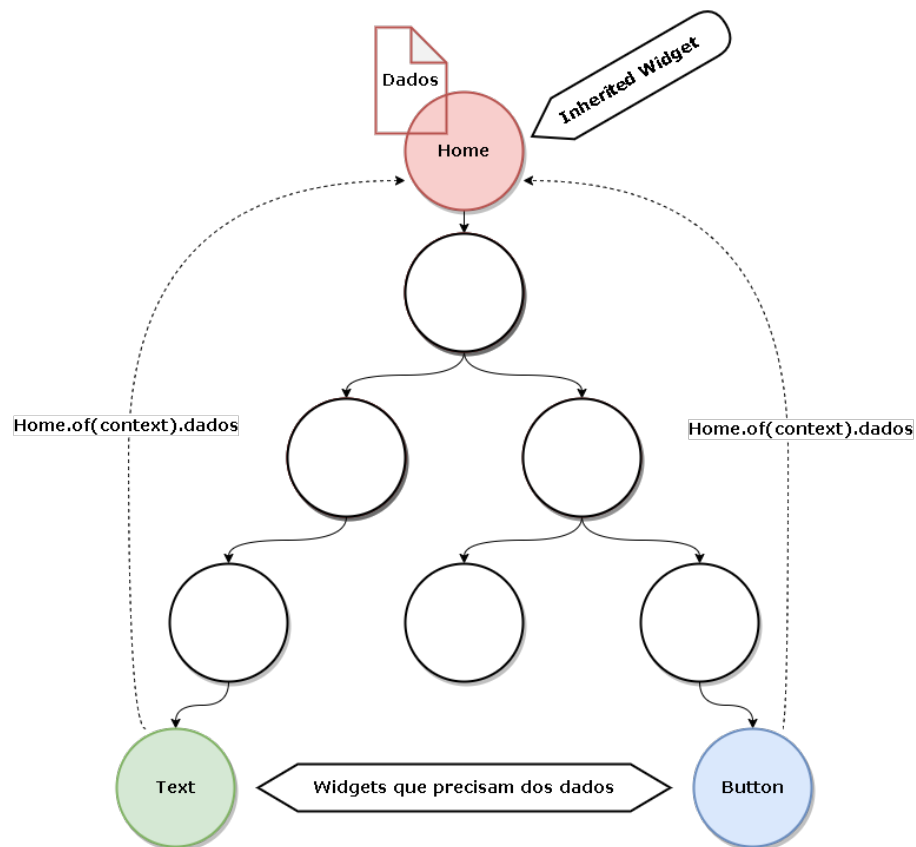 Dados
Inherited Widget
Home
Home.of(context).dados
Home.of(context).dados
Text
Widgets que precisam dos dados
Button